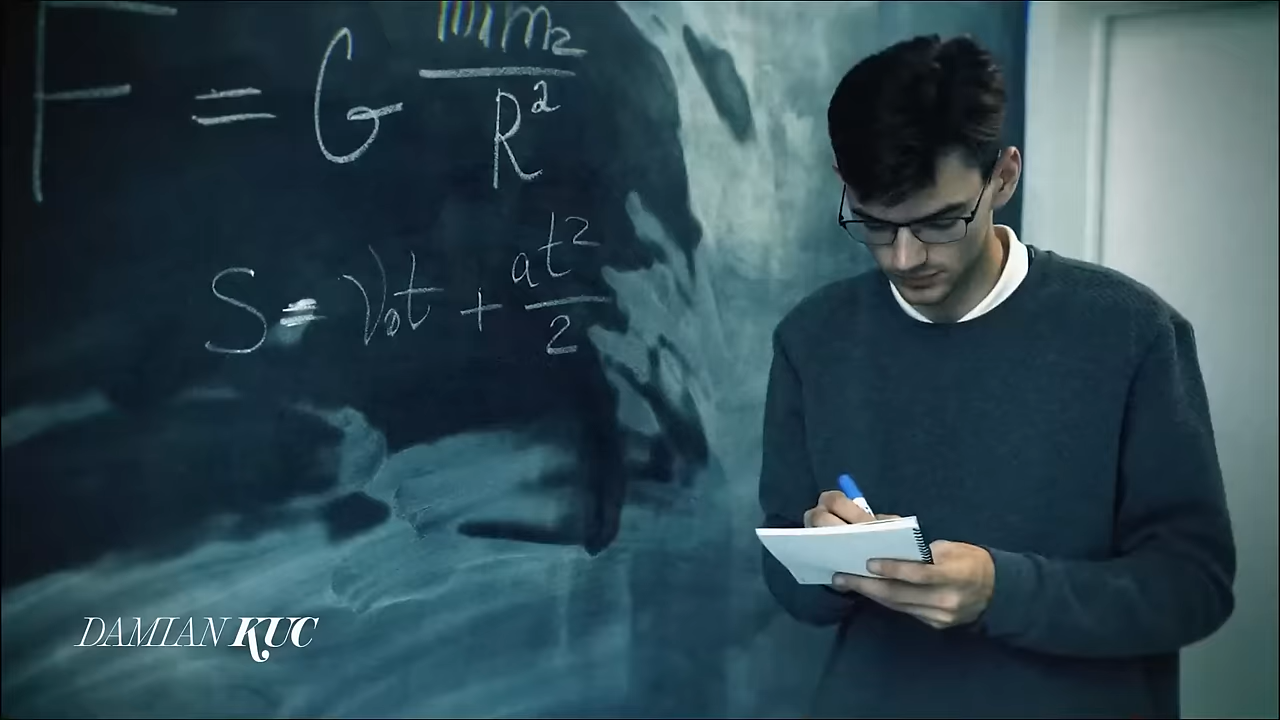 F = G m₁m₂/R²
S = V₀t + at²/2
DAMIAN KUC